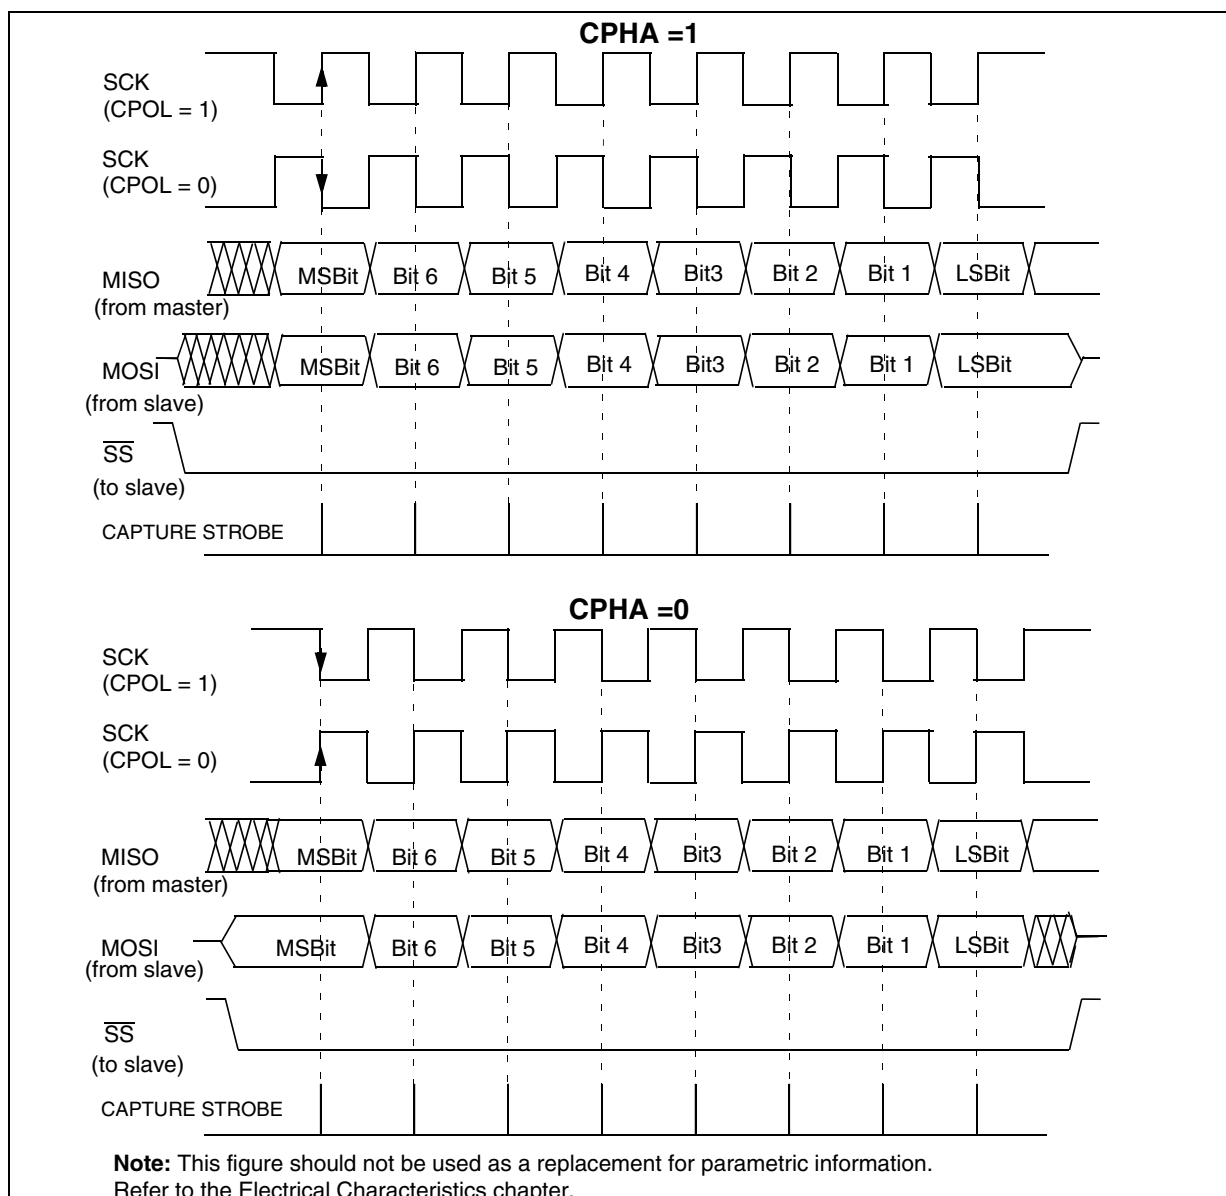 CPHA =1
SCK
(CPOL = 1)
SCK
(CPOL = 0)
MISO
(from master)
MSBit Bit 6 Bit 5 Bit 4 Bit3 Bit 2 Bit 1 LSBit
MOSI
(from slave)
MSBit Bit 6 Bit 5 Bit 4 Bit3 Bit 2 Bit 1 LSBit
SS
(to slave)
CAPTURE STROBE
CPHA =0
SCK
(CPOL = 1)
SCK
(CPOL = 0)
MISO
(from master)
MSBit Bit 6 Bit 5 Bit 4 Bit3 Bit 2 Bit 1 LSBit
MOSI
(from slave)
MSBit Bit 6 Bit 5 Bit 4 Bit3 Bit 2 Bit 1 LSBit
SS
(to slave)
CAPTURE STROBE
Note: This figure should not be used as a replacement for parametric information.
Refer to the Electrical Characteristics chapter.